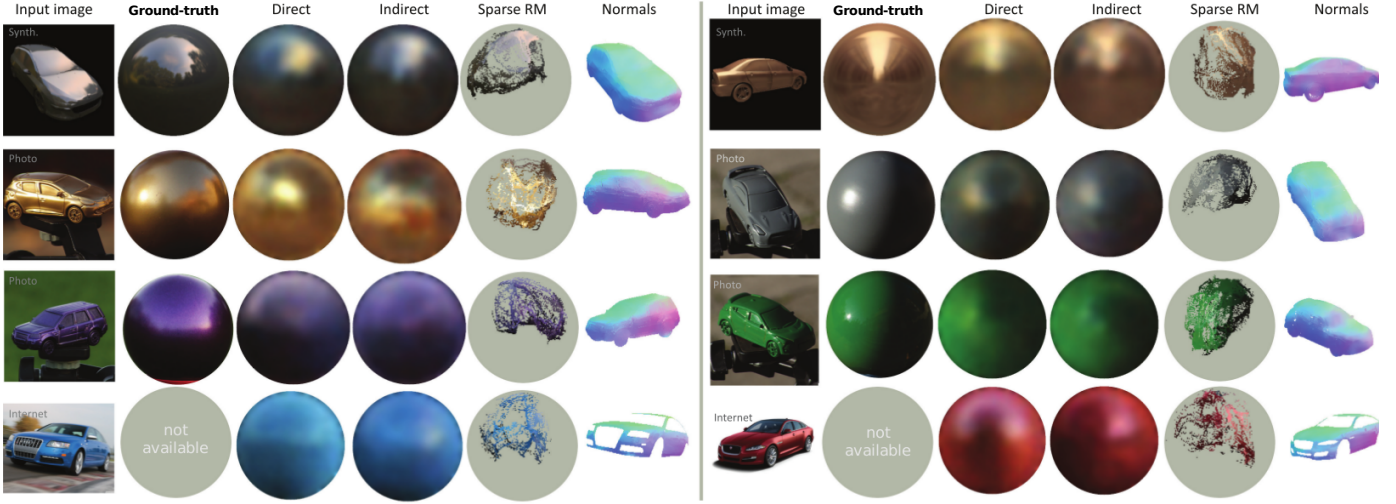 Input image Ground-truth Direct Indirect Sparse RM Normals Input image Ground-truth Direct Indirect Sparse RM Normals
Synth. Synth.
Photo Photo
Photo Photo
Internet Internet
not not
available available